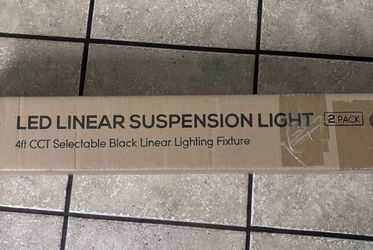 LED LINEAR SUSPENSION LIGHT 2 PACK
4ft CCT Selectable Black Linear Lighting Fixture